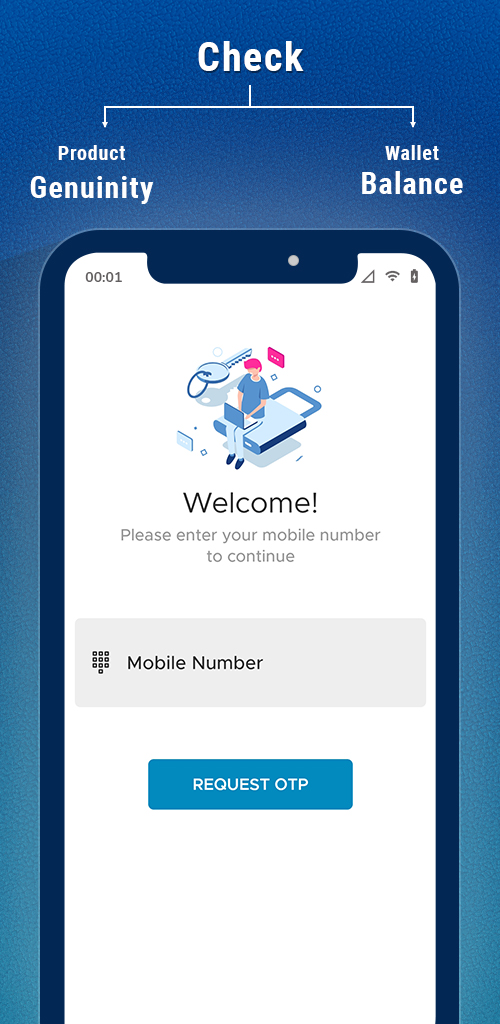 Check
Product
Genuinity
Wallet
Balance
00:01
Welcome!
Please enter your mobile number
to continue
Mobile Number
REQUEST OTP